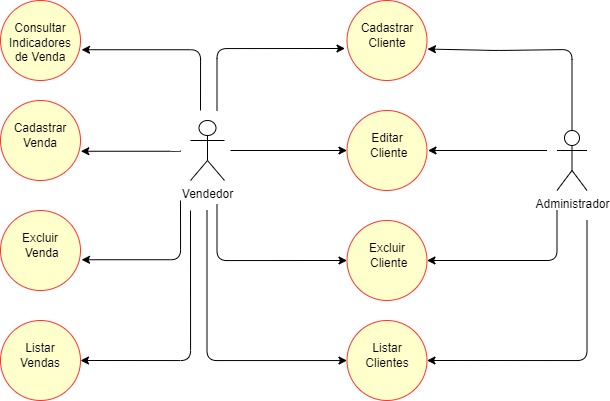 Consultar
Indicadores
de Venda
Cadastrar
Cliente
Cadastrar
Venda
Editar
Cliente
Vendedor
Administrador
Excluir
Venda
Excluir
Cliente
Listar
Vendas
Listar
Clientes